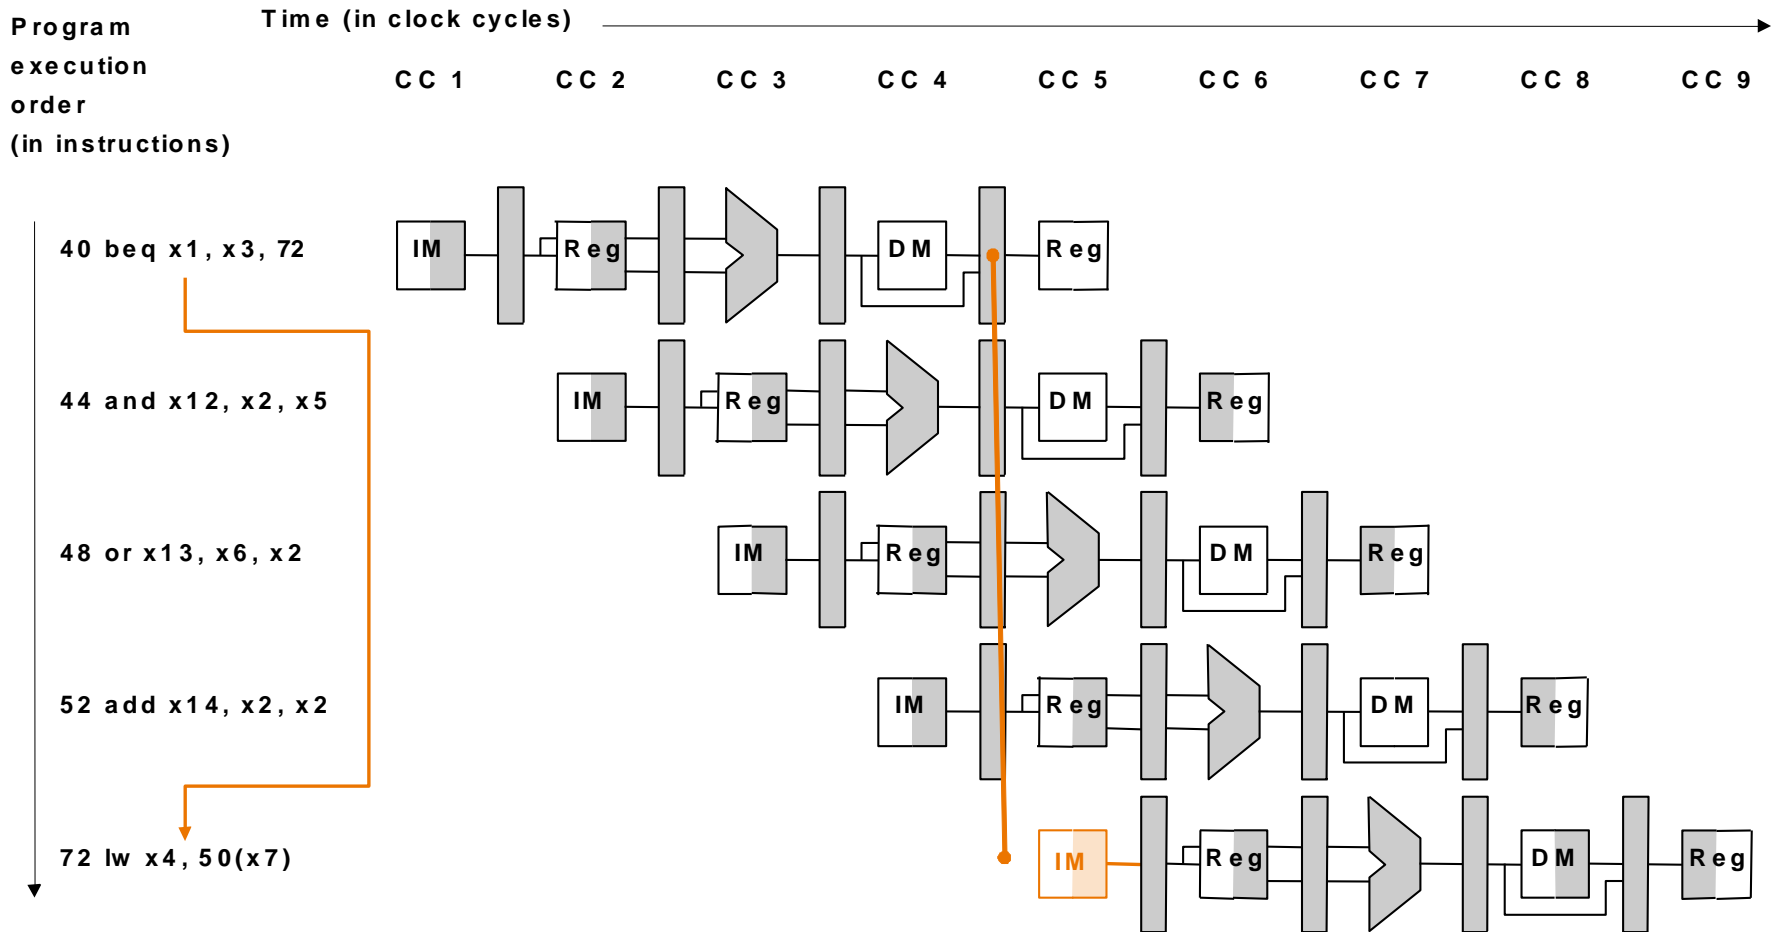 Program
execution
order
(in instructions)
Time (in clock cycles)
CC 1 CC 2 CC 3 CC 4 CC 5 CC 6 CC 7 CC 8 CC 9
40 beq x1, x3, 72
IM Reg DM Reg
44 and x12, x2, x5
IM Reg DM Reg
48 or x13, x6, x2
IM Reg DM Reg
52 add x14, x2, x2
IM Reg DM Reg
72 lw x4, 50(x7)
IM Reg DM Reg